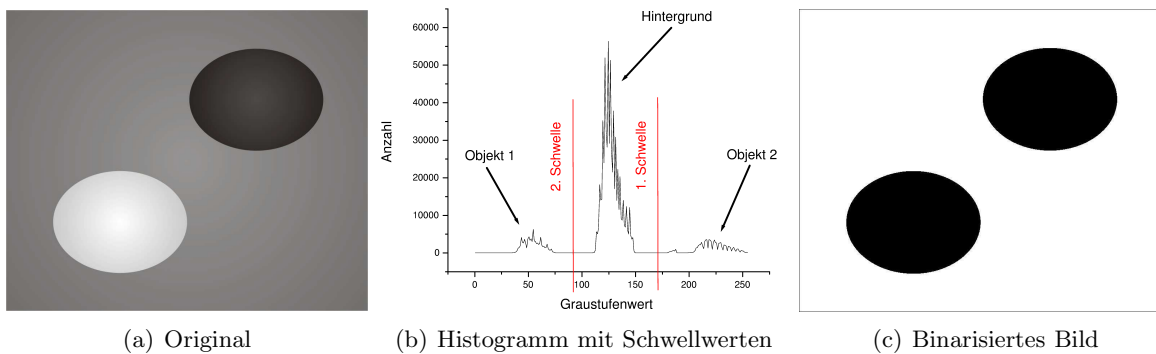 Hintergrund
60000
50000
40000
30000
20000
10000
0
Anzahl
Objekt 1
2. Schwelle
1. Schwelle
Objekt 2
0
50
100
150
200
250
Graustufenwert
(a) Original
(b) Histogramm mit Schwellwerten
(c) Binarisiertes Bild